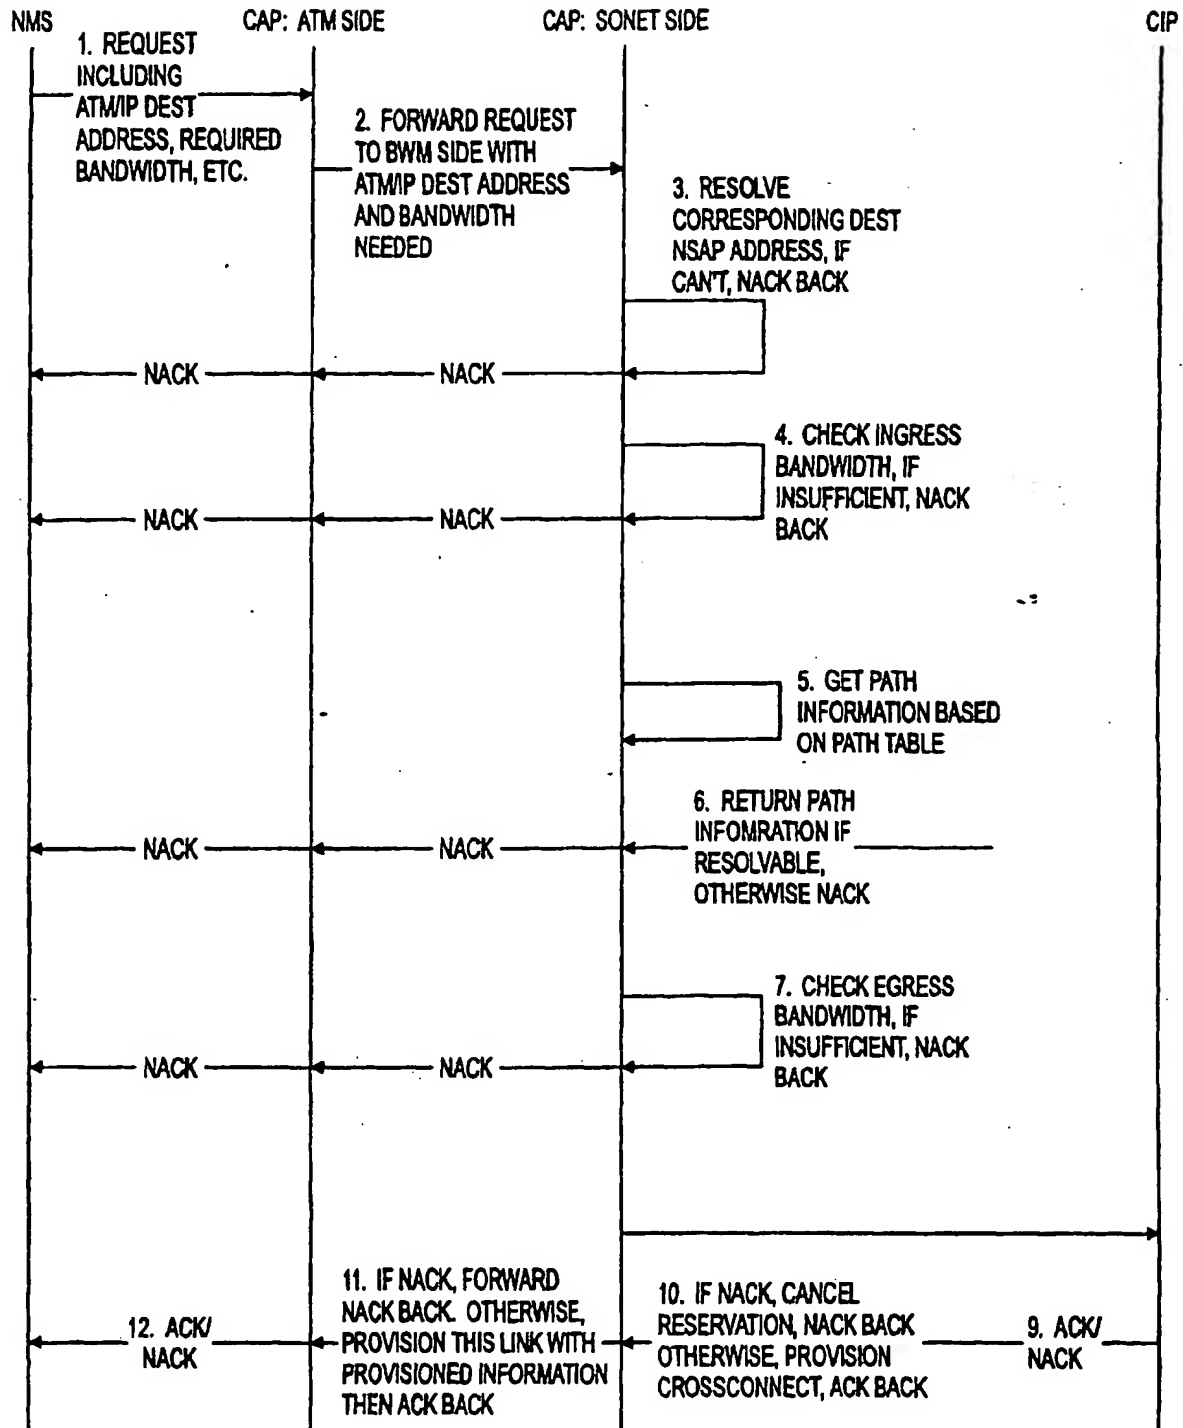 NMS
CAP: ATM SIDE
CAP: SONET SIDE
CIP
1. REQUEST
INCLUDING
ATM/IP DEST
ADDRESS, REQUIRED
BANDWIDTH, ETC.
2. FORWARD REQUEST
TO BWM SIDE WITH
ATM/IP DEST ADDRESS
AND BANDWIDTH
NEEDED
3. RESOLVE
CORRESPONDING DEST
NSAP ADDRESS, IF
CAN'T, NACK BACK
NACK
NACK
4. CHECK INGRESS
BANDWIDTH, IF
INSUFFICIENT, NACK
BACK
NACK
NACK
5. GET PATH
INFORMATION BASED
ON PATH TABLE
6. RETURN PATH
INFOMRATION IF
RESOLVABLE,
OTHERWISE NACK
NACK
NACK
7. CHECK EGRESS
BANDWIDTH, IF
INSUFFICIENT, NACK
BACK
NACK
NACK
12. ACK/
NACK
11. IF NACK, FORWARD
NACK BACK. OTHERWISE,
PROVISION THIS LINK WITH
PROVISIONED INFORMATION
THEN ACK BACK
10. IF NACK, CANCEL
RESERVATION, NACK BACK
OTHERWISE, PROVISION
CROSSCONNECT, ACK BACK
9. ACK/
NACK